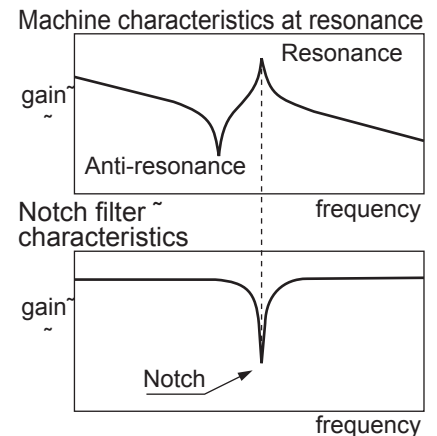 Machine characteristics at resonance
Resonance
gain˜
˜
Anti-resonance
frequency
Notch filter ˜
characteristics
gain˜
˜
Notch
frequency